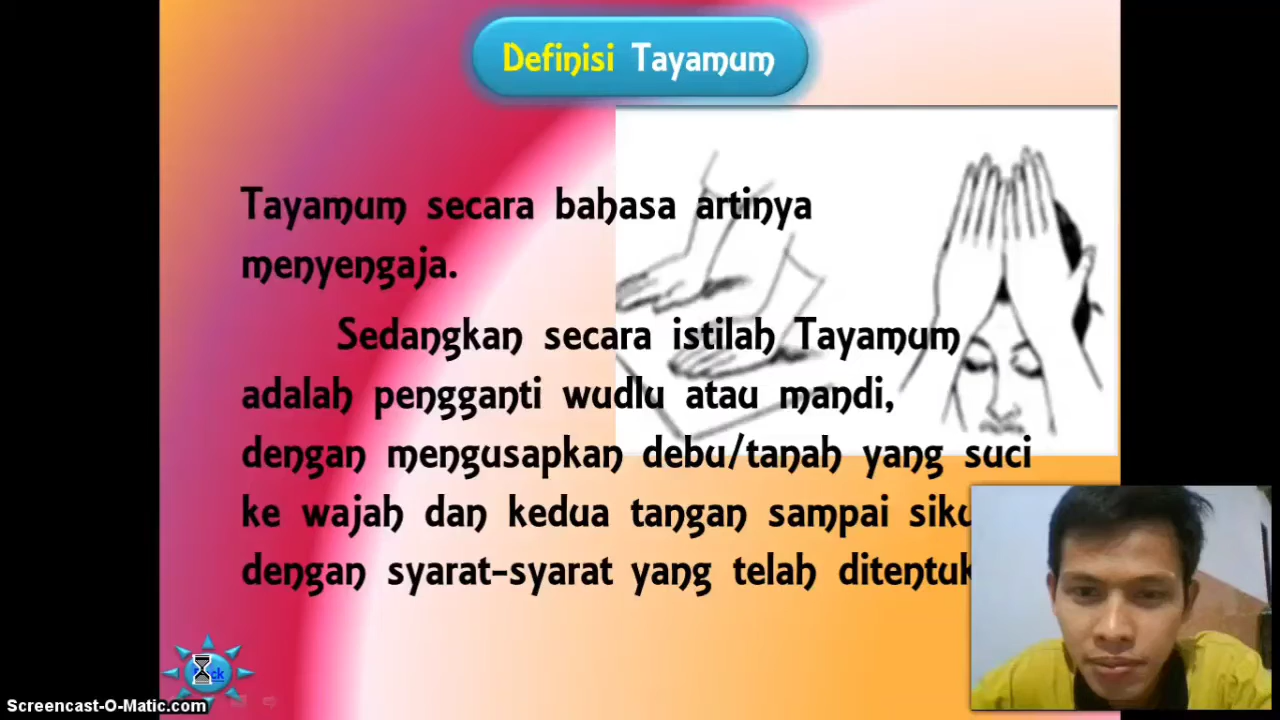 Definisi Tayamum
Tayamum secara bahasa artinya
menyengaja.
Sedangkan secara istilah Tayamum
adalah pengganti wudlu atau mandi,
dengan mengusapkan debu/tanah yang suci
ke wajah dan kedua tangan sampai siku
dengan syarat-syarat yang telah
Screencast-O-Matic.com